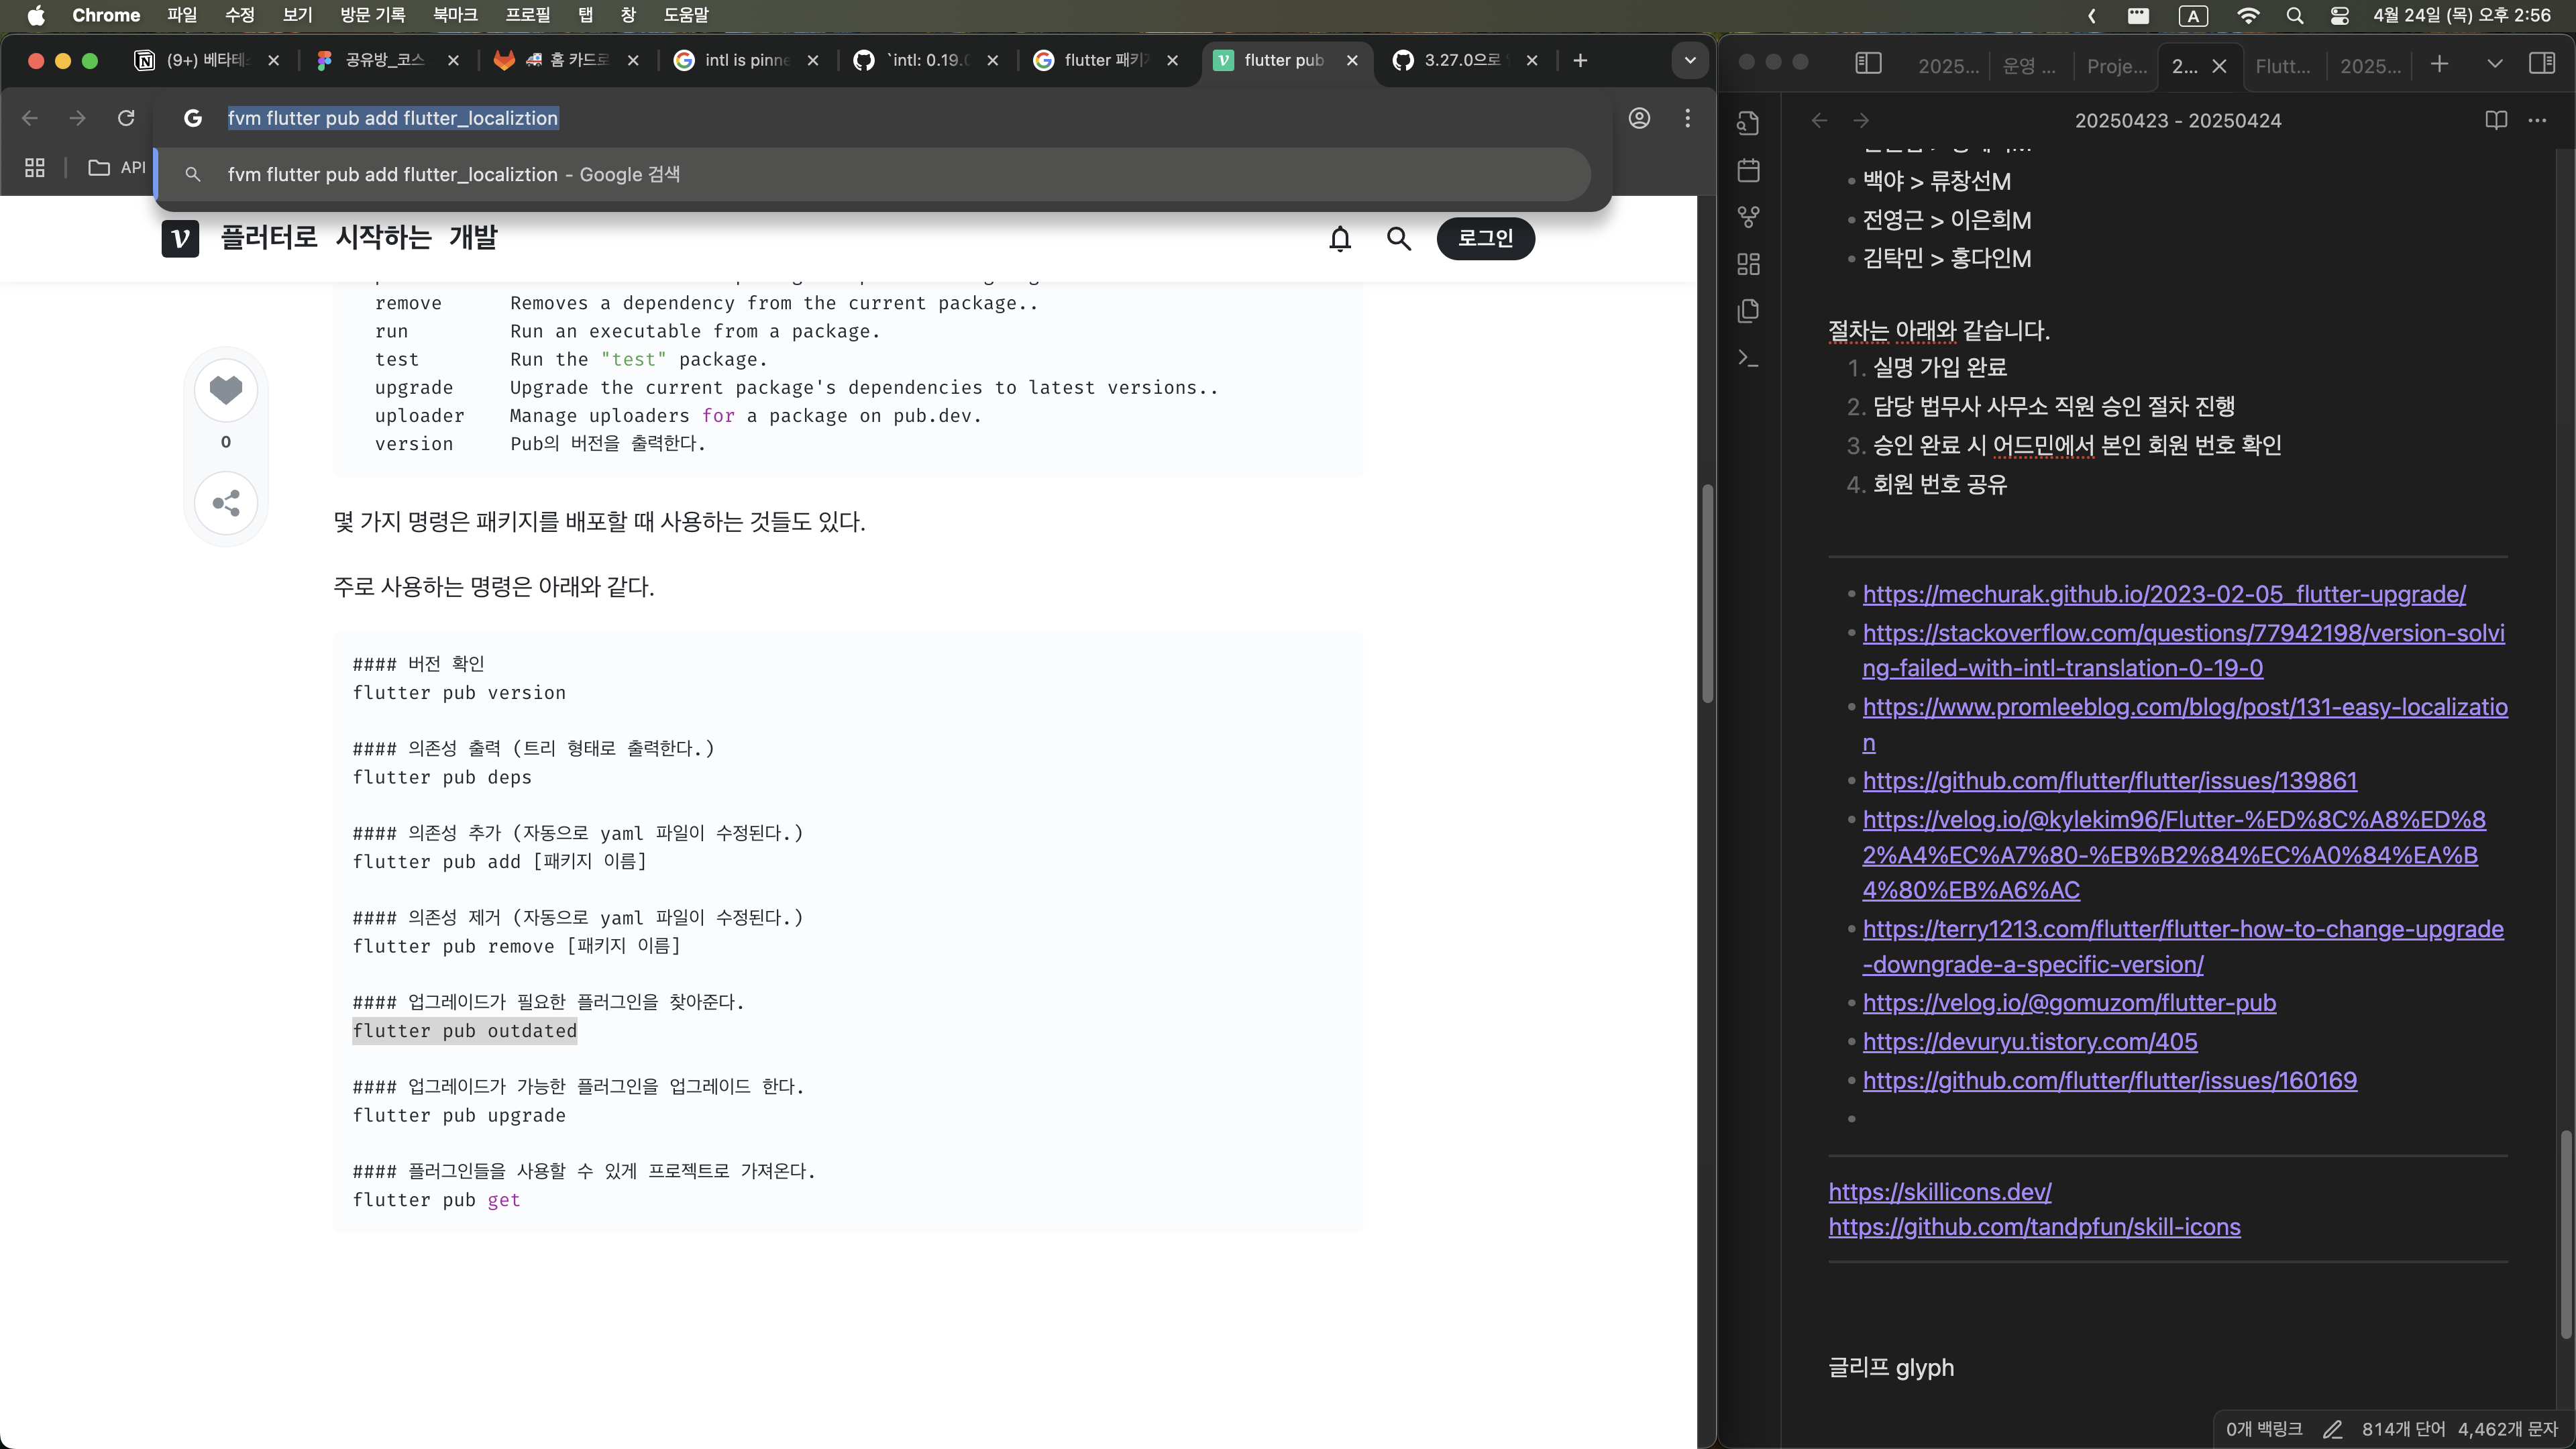 Chrome 파일 수정 보기 방문 기록 북마크 프로필 탭 창 도움말
A 4월 24일 (목) 오후 2:56
(9+) 베타테 공유방_코스 홈 카드로 intl is pinne `intl: 0.19.0 flutter 패키 flutter pub 3.27.0으로
fvm flutter pub add flutter_localiztion
API
fvm flutter pub add flutter_localiztion - Google 검색
플러터로 시작하는 개발
로그인
remove Removes a dependency from the current package..
run Run an executable from a package.
test Run the "test" package.
upgrade Upgrade the current package's dependencies to latest versions..
uploader Manage uploaders for a package on pub.dev.
version Pub의 버전을 출력한다.
0
몇 가지 명령은 패키지를 배포할 때 사용하는 것들도 있다.
주로 사용하는 명령은 아래와 같다.
#### 버전 확인
flutter pub version
#### 의존성 출력 (트리 형태로 출력한다.)
flutter pub deps
#### 의존성 추가 (자동으로 yaml 파일이 수정된다.)
flutter pub add [패키지 이름]
#### 의존성 제거 (자동으로 yaml 파일이 수정된다.)
flutter pub remove [패키지 이름]
#### 업그레이드가 필요한 플러그인을 찾아준다.
flutter pub outdated
#### 업그레이드가 가능한 플러그인을 업그레이드 한다.
flutter pub upgrade
#### 플러그인들을 사용할 수 있게 프로젝트로 가져온다.
flutter pub get
2025... 운영 ... Proje... 2... Flutt... 2025...
20250423 - 20250424
백야 > 류창선M
전영근 > 이은희M
김탁민 > 홍다인M
절차는 아래와 같습니다.
1. 실명 가입 완료
2. 담당 법무사 사무소 직원 승인 절차 진행
3. 승인 완료 시 어드민에서 본인 회원 번호 확인
4. 회원 번호 공유
https://mechurak.github.io/2023-02-05_flutter-upgrade/
https://stackoverflow.com/questions/77942198/version-solvi
ng-failed-with-intl-translation-0-19-0
https://www.promleeblog.com/blog/post/131-easy-localizatio
n
https://github.com/flutter/flutter/issues/139861
https://velog.io/@kylekim96/Flutter-%ED%8C%A8%ED%8
2%A4%EC%A7%80-%EB%B2%84%EC%A0%84%EA%B
4%80%EB%A6%AC
https://terry1213.com/flutter/flutter-how-to-change-upgrade
-downgrade-a-specific-version/
https://velog.io/@gomuzom/flutter-pub
https://devuryu.tistory.com/405
https://github.com/flutter/flutter/issues/160169
https://skillicons.dev/
https://github.com/tandpfun/skill-icons
글리프 glyph
0개 백링크 814개 단어 4,462개 문자